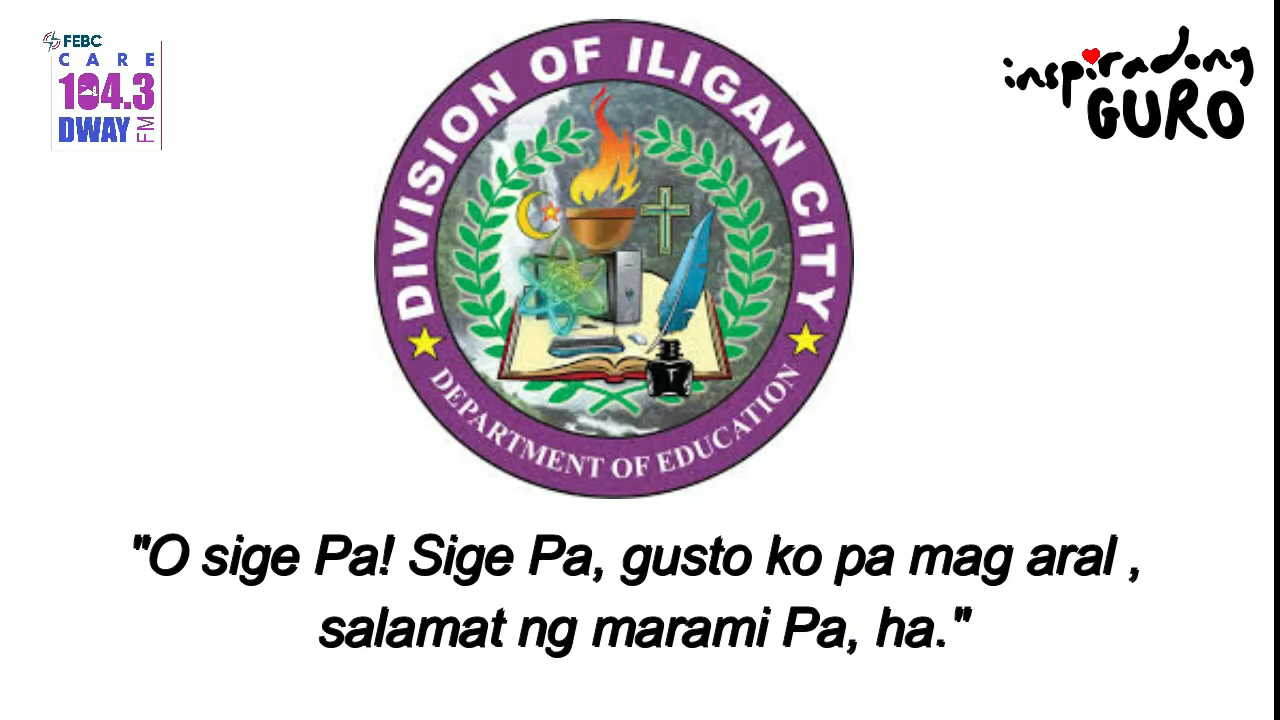 FEBC
CARE
104.3
DWAY FM
inspiradong
GURO
DIVISION OF ILIGAN CITY
DEPARTMENT OF EDUCATION
"O sige Pa! Sige Pa, gusto ko pa mag aral ,
salamat ng marami Pa, ha."